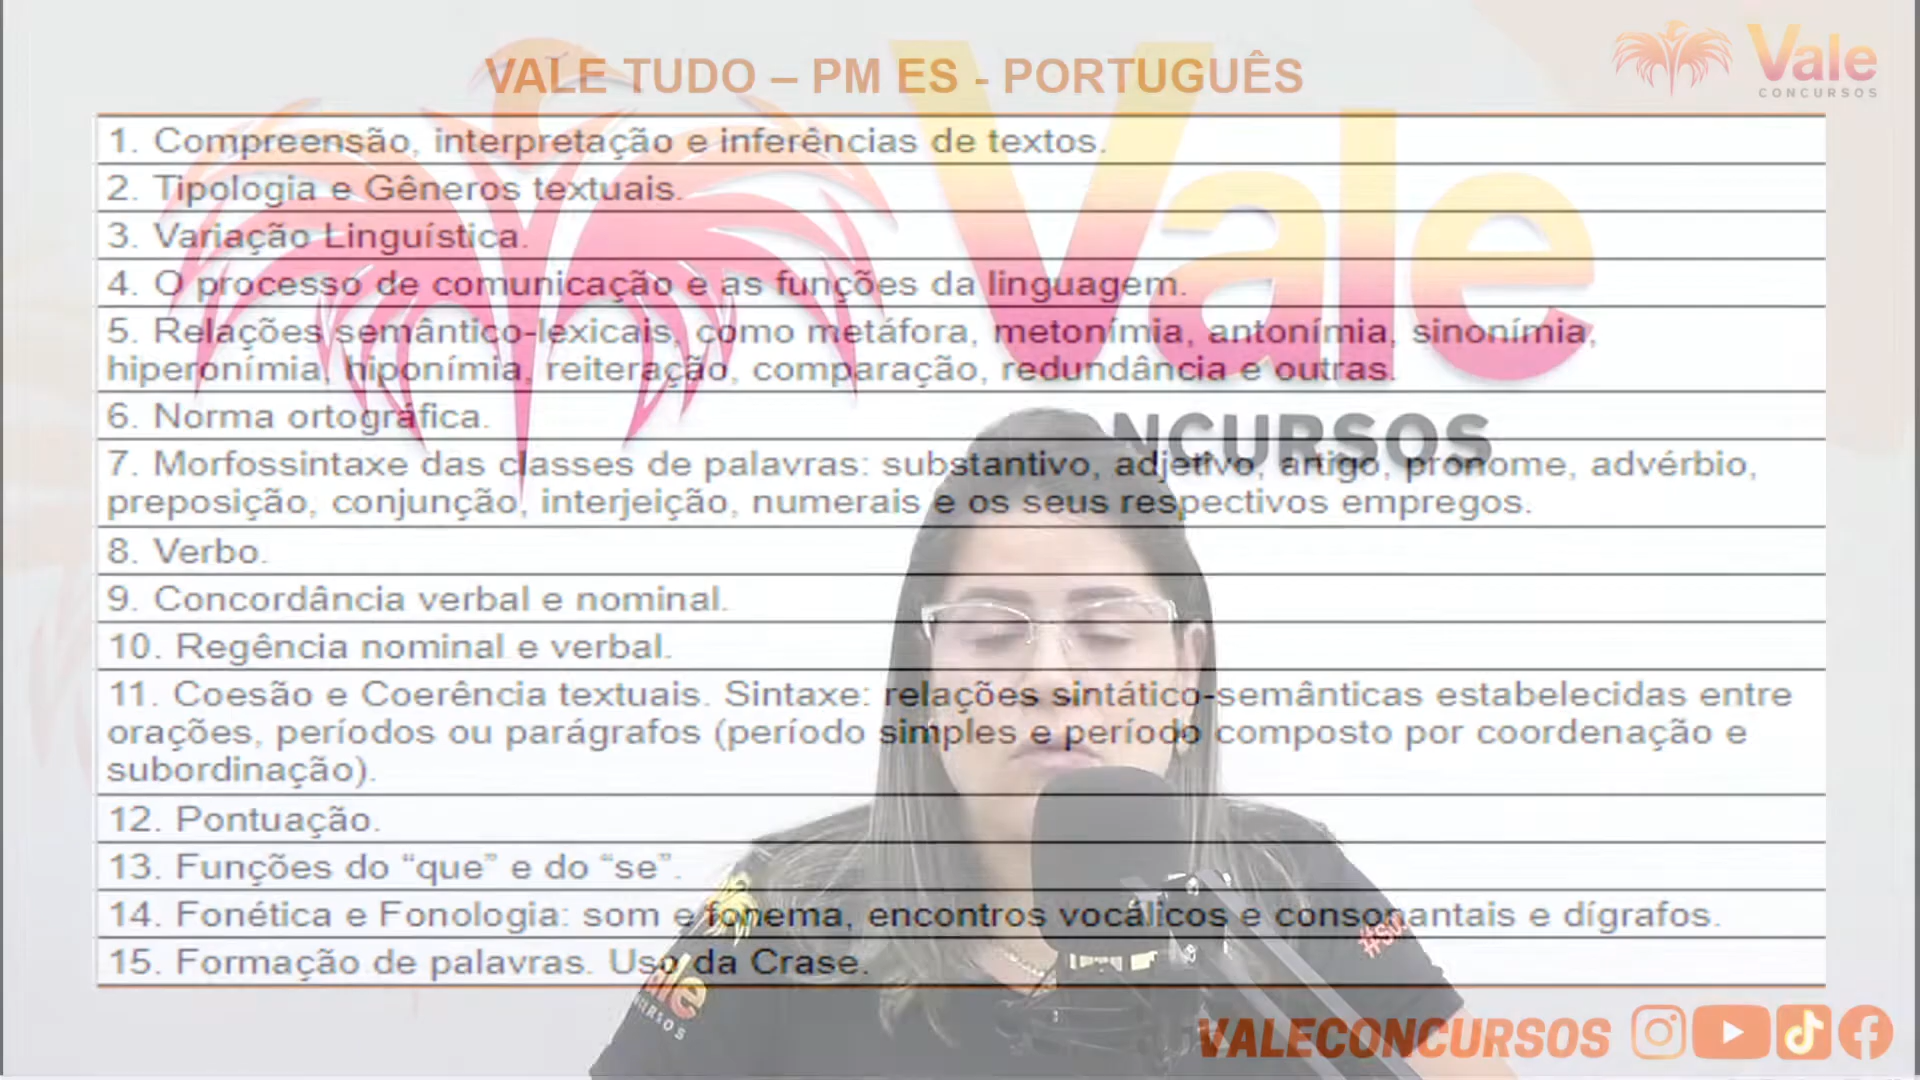 VALE TUDO – PM ES - PORTUGUÊS
Vale
CONCURSOS
1. Compreensão, interpretação e inferências de textos.
2. Tipologia e Gêneros textuais.
3. Variação Linguística.
4. O processo de comunicação e as funções da linguagem.
5. Relações semântico-lexicais, como metáfora, metonímia, antonímia, sinonímia,
hiperonímia, hiponímia, reiteração, comparação, redundância e outras.
Vale
NCURSOS
6. Norma ortográfica.
7. Morfossintaxe das classes de palavras: substantivo, adjetivo, artigo, pronome, advérbio,
preposição, conjunção, interjeição, numerais e os seus respectivos empregos.
8. Verbo.
9. Concordância verbal e nominal.
10. Regência nominal e verbal.
11. Coesão e Coerência textuais. Sintaxe: relações sintático-semânticas estabelecidas entre
orações, períodos ou parágrafos (período simples e período composto por coordenação e
subordinação).
12. Pontuação.
13. Funções do “que” e do “se”.
14. Fonética e Fonologia: som e fonema, encontros vocálicos e consonantais e dígrafos.
15. Formação de palavras. Uso da Crase.
VALECONCURSOS